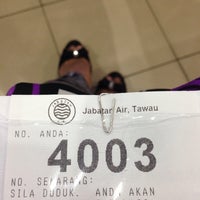 Jabatan Air, Tawau
NO. ANDA:
4003
NO. SEKARANG:
SILA DUDUK. ANDA AKAN